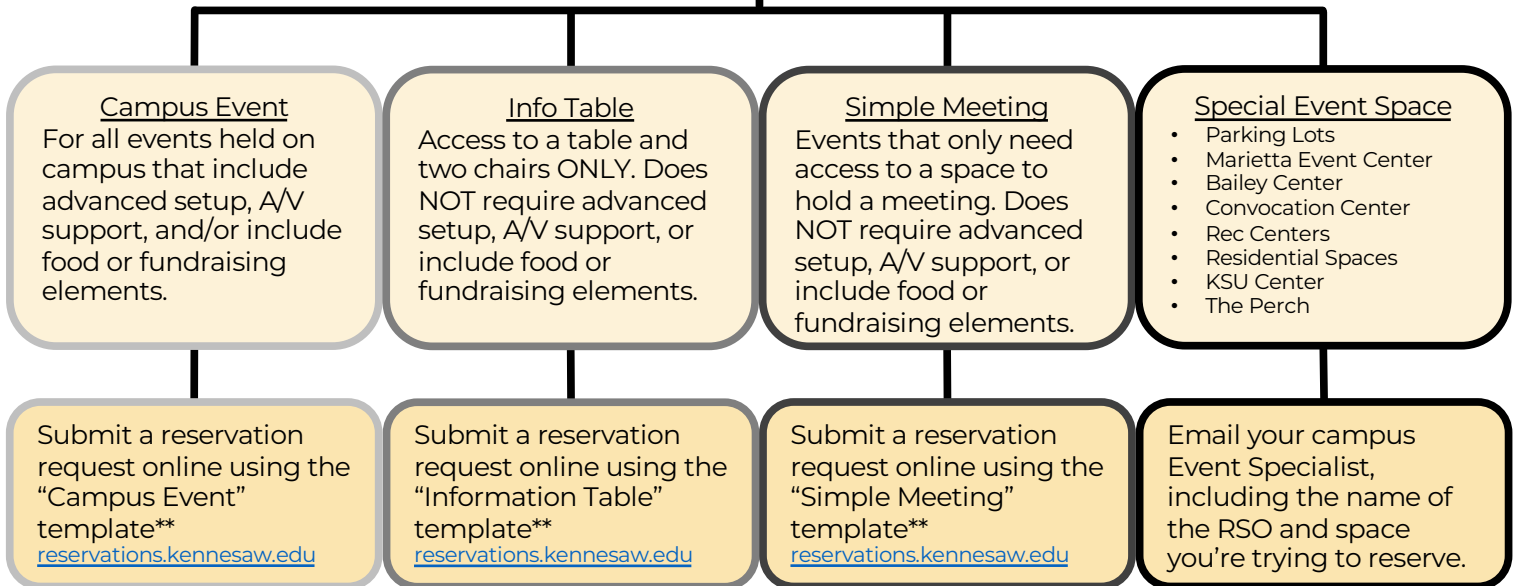 Campus Event
For all events held on
campus that include
advanced setup, A/V
support, and/or include
food or fundraising
elements.
Info Table
Access to a table and
two chairs ONLY. Does
NOT require advanced
setup, A/V support, or
include food or
fundraising elements.
Simple Meeting
Events that only need
access to a space to
hold a meeting. Does
NOT require advanced
setup, A/V support, or
include food or
fundraising elements.
Special Event Space
• Parking Lots
• Marietta Event Center
• Bailey Center
• Convocation Center
• Rec Centers
• Residential Spaces
• KSU Center
• The Perch
Submit a reservation
request online using the
“Campus Event”
template**
reservations.kennesaw.edu
Submit a reservation
request online using the
“Information Table”
template**
reservations.kennesaw.edu
Submit a reservation
request online using the
“Simple Meeting”
template**
reservations.kennesaw.edu
Email your campus
Event Specialist,
including the name of
the RSO and space
you’re trying to reserve.